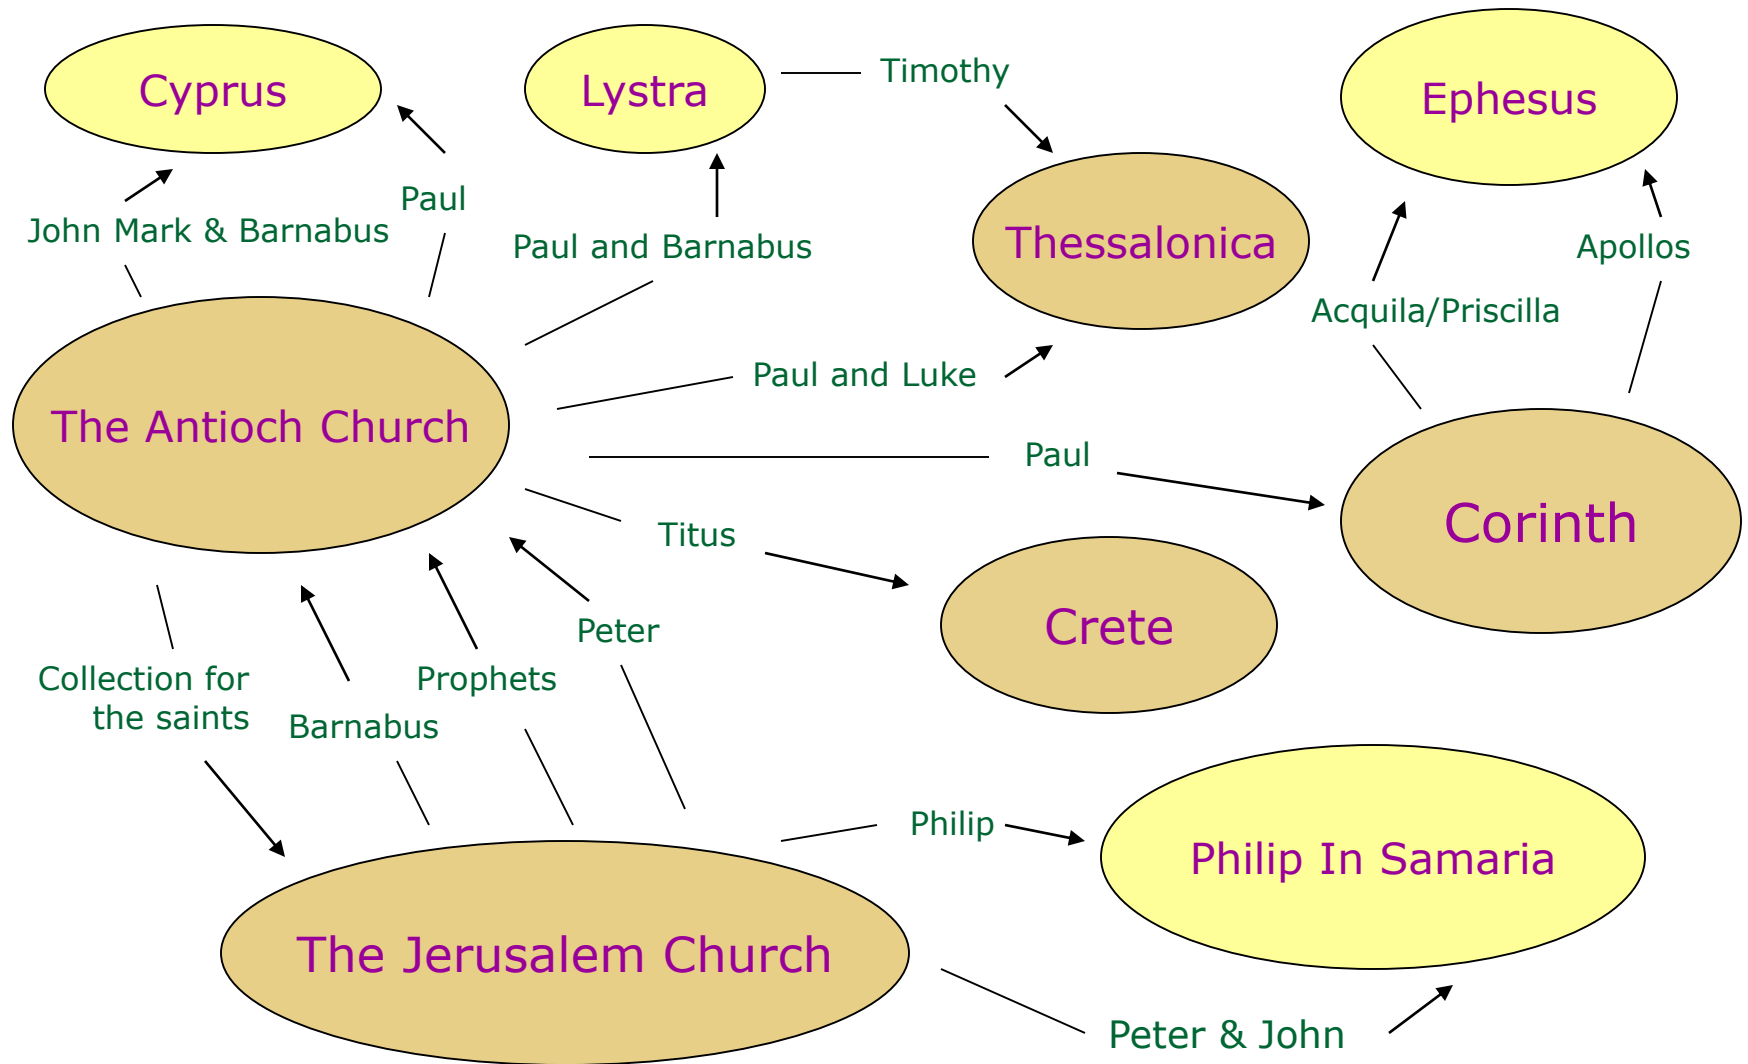 Cyprus
Lystra
Timothy
Ephesus
Paul
John Mark & Barnabus
Paul and Barnabus
Thessalonica
Apollos
Acquila/Priscilla
Paul and Luke
The Antioch Church
Paul
Corinth
Titus
Crete
Peter
Collection for
the saints
Prophets
Barnabus
Philip
Philip In Samaria
The Jerusalem Church
Peter & John